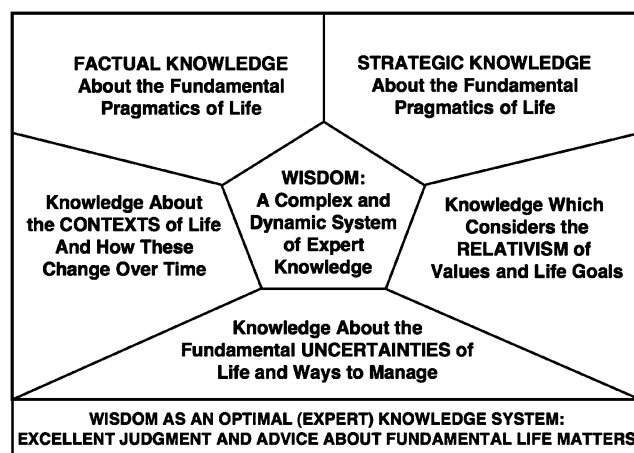 FACTUAL KNOWLEDGE
About the Fundamental
Pragmatics of Life
STRATEGIC KNOWLEDGE
About the Fundamental
Pragmatics of Life
Knowledge About
the CONTEXTS of Life
And How These
Change Over Time
WISDOM:
A Complex and
Dynamic System
of Expert
Knowledge
Knowledge Which
Considers the
RELATIVISM of
Values and Life Goals
Knowledge About the
Fundamental UNCERTAINTIES of
Life and Ways to Manage
WISDOM AS AN OPTIMAL (EXPERT) KNOWLEDGE SYSTEM:
EXCELLENT JUDGMENT AND ADVICE ABOUT FUNDAMENTAL LIFE MATTERS